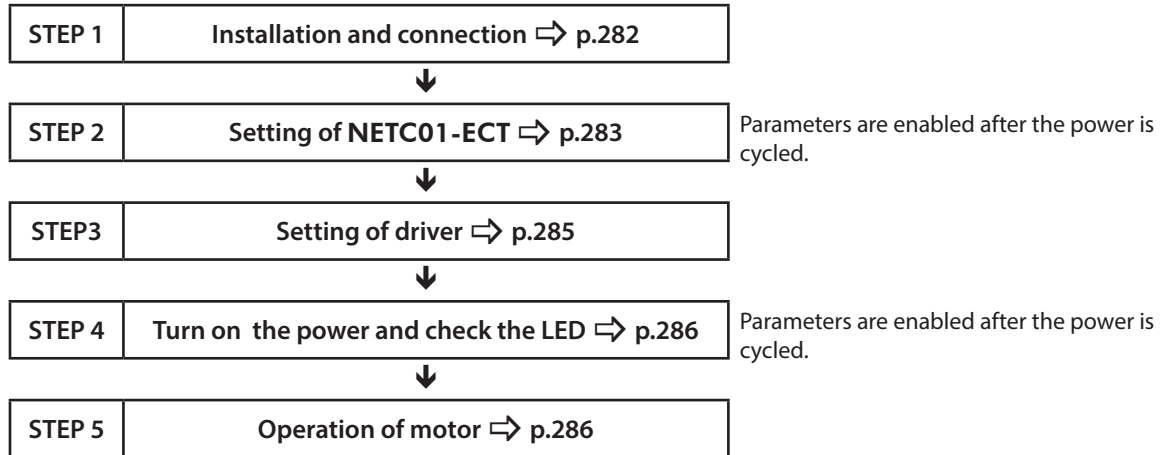 STEP 1 Installation and connection ⇨ p.282
STEP 2 Setting of NETC01-ECT ⇨ p.283
Parameters are enabled after the power is
cycled.
STEP3 Setting of driver ⇨ p.285
STEP 4 Turn on the power and check the LED ⇨ p.286
Parameters are enabled after the power is
cycled.
STEP 5 Operation of motor ⇨ p.286